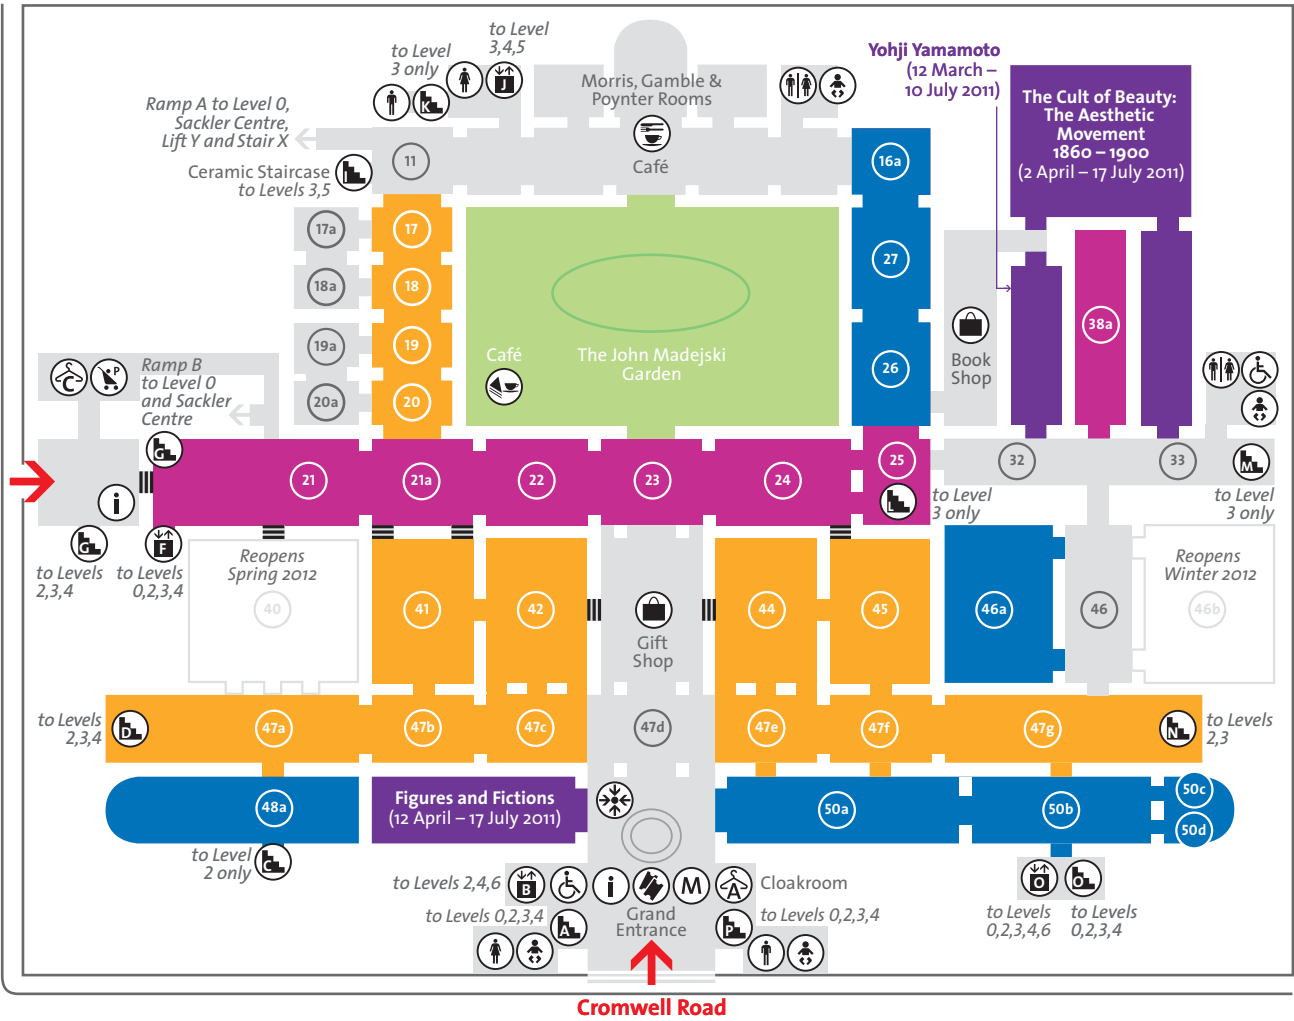 to Level
3,4,5
to Level
3 only
J
K
Ramp A to Level 0,
Sackler Centre,
Lift Y and Stair X
Ceramic Staircase
to Levels 3,5
I
11
Morris, Gamble &
Poynter Rooms
Café
Yohji Yamamoto
(12 March –
10 July 2011)
The Cult of Beauty:
The Aesthetic
Movement
1860 – 1900
(2 April – 17 July 2011)
16a
17a
17
18a
18
19a
19
20a
20
27
26
Café
The John Madejski
Garden
Book
Shop
38a
C
P
Ramp B
to Level 0
and Sackler
Centre
G
21
21a
22
23
24
25
L
32
33
M
to Level
3 only
to Level
3 only
i
G
F
to Levels
2,3,4
to Levels
0,2,3,4
Reopens
Spring 2012
40
41
42
Gift
Shop
44
45
46a
46
Reopens
Winter 2012
46b
to Levels
2,3,4
D
47a
47b
47c
47d
47e
47f
47g
N
to Levels
2,3
48a
Figures and Fictions
(12 April – 17 July 2011)
50a
50b
50c
50d
to Level
2 only
C
to Levels 2,4,6
B
i
M
A
Cloakroom
to Levels 0,2,3,4
A
Grand
Entrance
P
to Levels 0,2,3,4
O
O
to Levels
0,2,3,4,6
to Levels
0,2,3,4
Cromwell Road